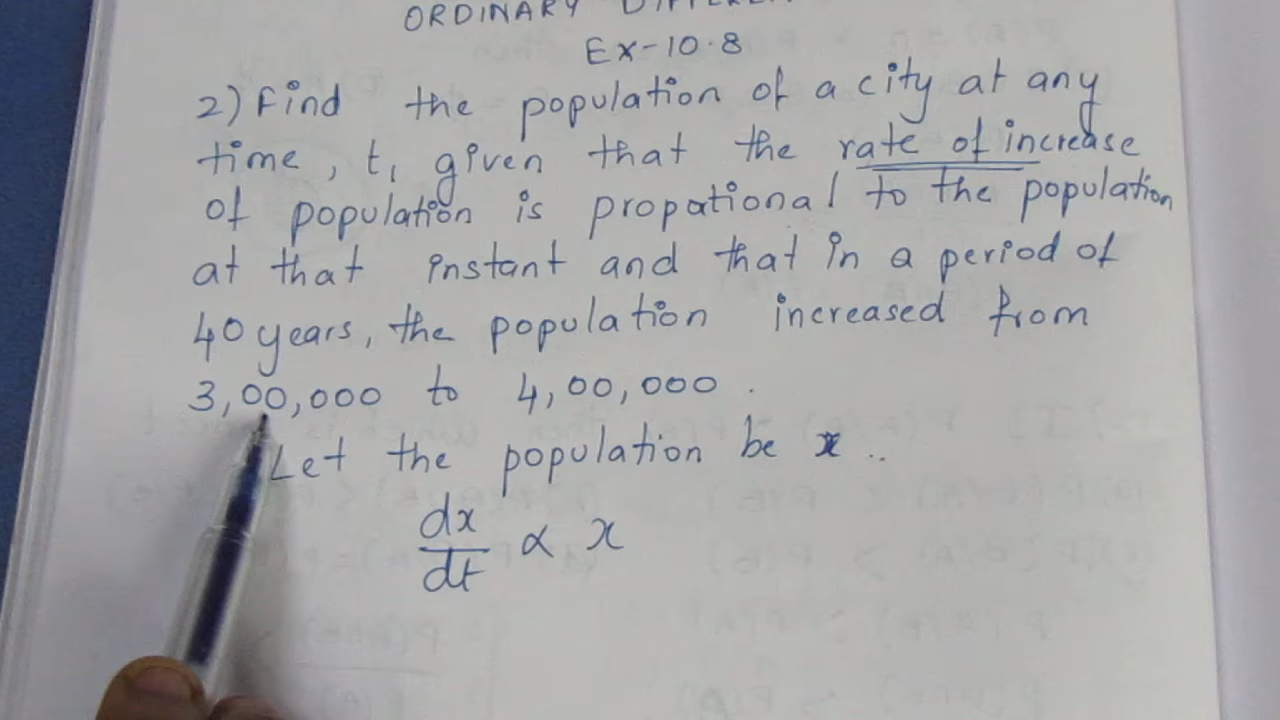 ORDINARY
Ex-10.8
2) Find the population of a city at any
time, t, given that the rate of increase
of population is propational to the population
at that instant and that in a period of
40 years, the population increased from
3,00,000 to 4,00,000.
Let the population be x ..
dx/dt ∝ x